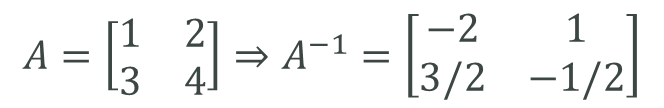 A = [1 2; 3 4] ⇒ A⁻¹ = [−2 1; 3/2 −1/2]